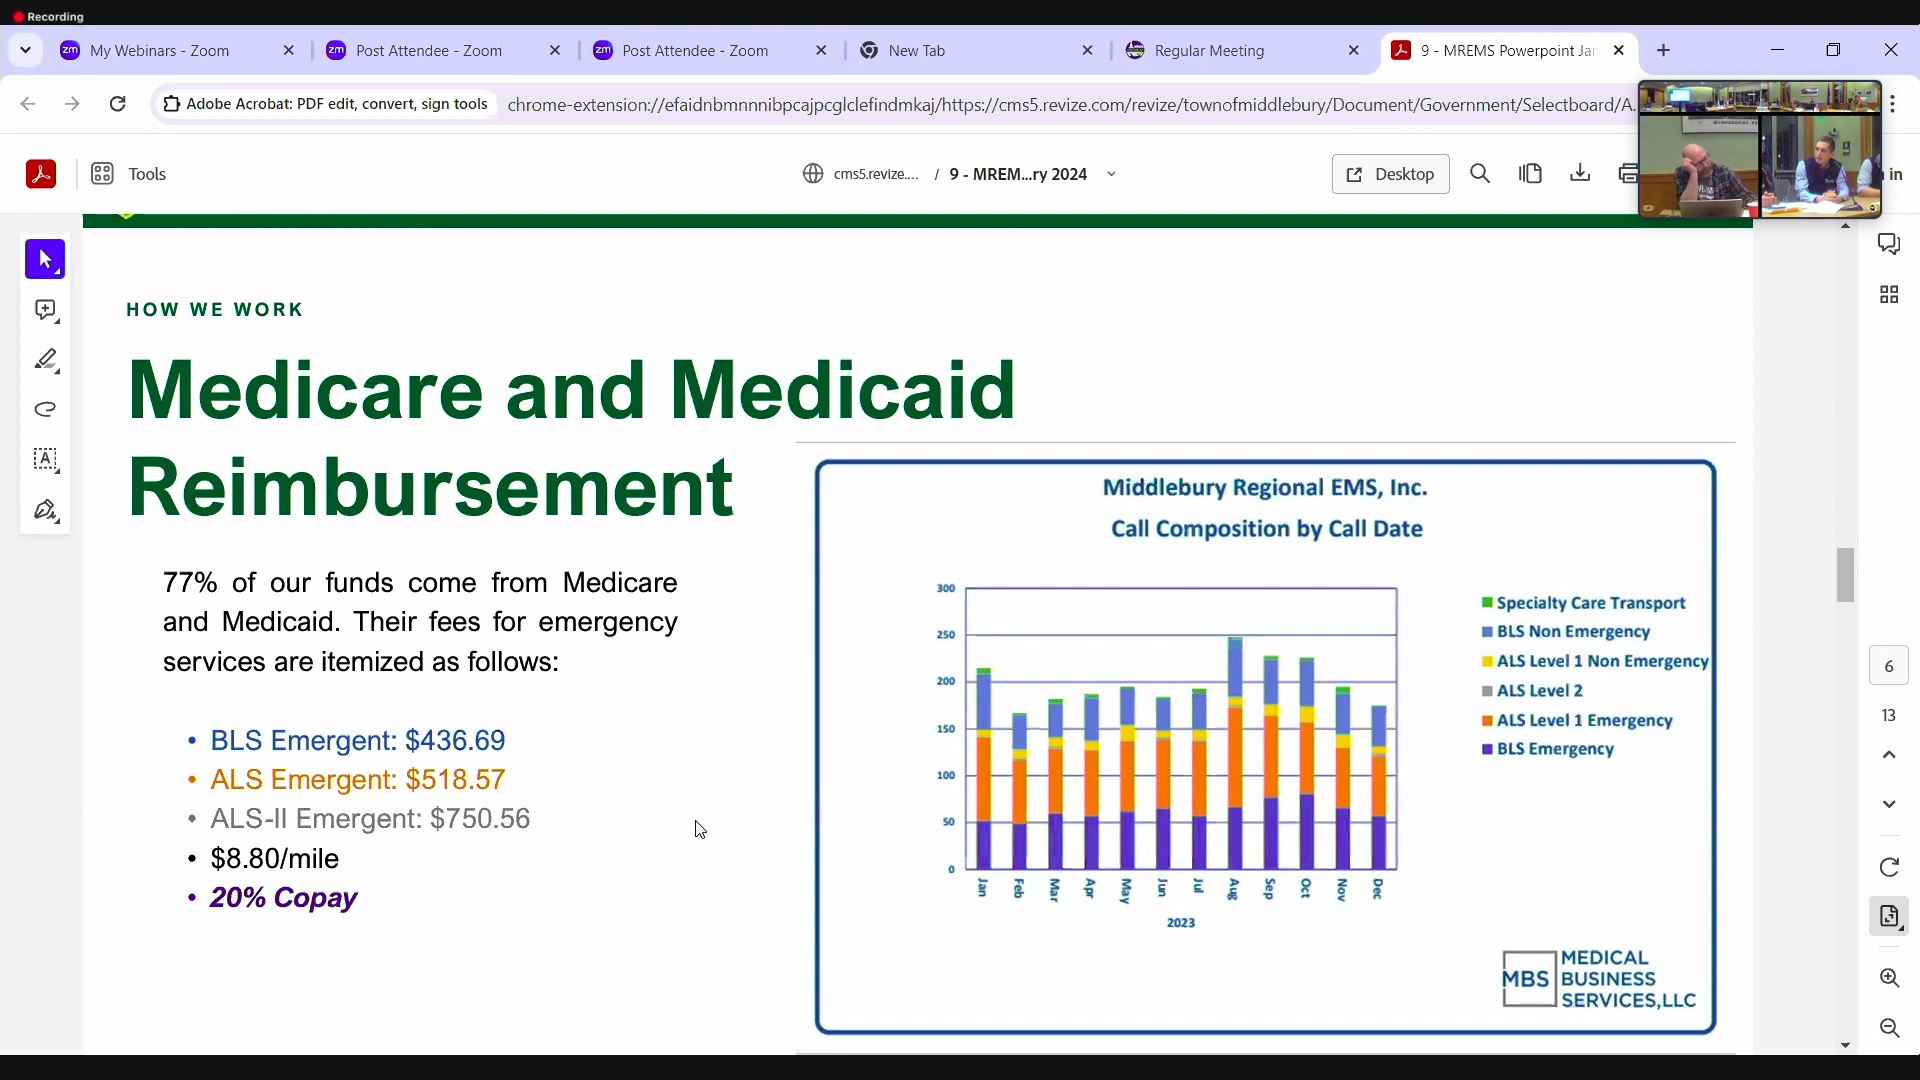 Recording
My Webinars - Zoom
Post Attendee - Zoom
Post Attendee - Zoom
New Tab
Regular Meeting
9 - MREMS Powerpoint Jar
Adobe Acrobat: PDF edit, convert, sign tools
chrome-extension://efaidnbmnnnibpcajpcglclefindmkaj/https://cms5.revize.com/revize/townofmiddlebury/Document/Government/Selectboard/A...
Tools
cms5.revize.... / 9 - MREM...ry 2024
Desktop
in
HOW WE WORK
Medicare and Medicaid
Reimbursement
77% of our funds come from Medicare
and Medicaid. Their fees for emergency
services are itemized as follows:
• BLS Emergent: $436.69
• ALS Emergent: $518.57
• ALS-II Emergent: $750.56
• $8.80/mile
• 20% Copay
Middlebury Regional EMS, Inc.
Call Composition by Call Date
300
250
200
150
100
50
0
Jan
Feb
Mar
Apr
May
Jun
Jul
Aug
Sep
Oct
Nov
Dec
2023
Specialty Care Transport
BLS Non Emergency
ALS Level 1 Non Emergency
ALS Level 2
ALS Level 1 Emergency
BLS Emergency
MBS
MEDICAL
BUSINESS
SERVICES,LLC
6
13